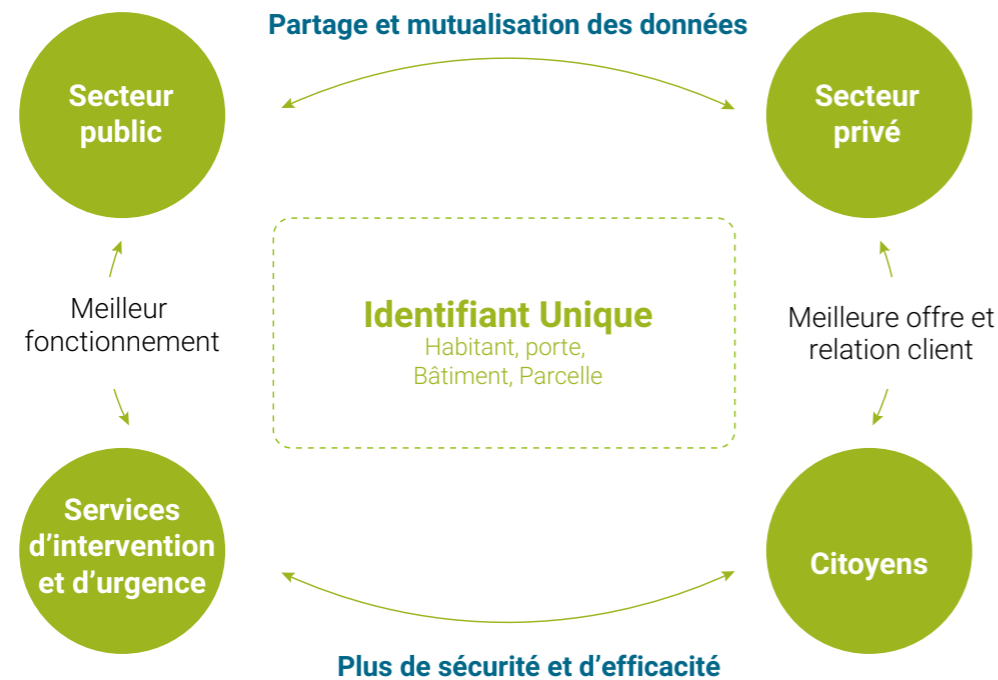 Partage et mutualisation des données
Secteur
public
Secteur
privé
Meilleur
fonctionnement
Identifiant Unique
Habitant, porte,
Bâtiment, Parcelle
Meilleure offre et
relation client
Services
d’intervention
et d’urgence
Citoyens
Plus de sécurité et d’efficacité